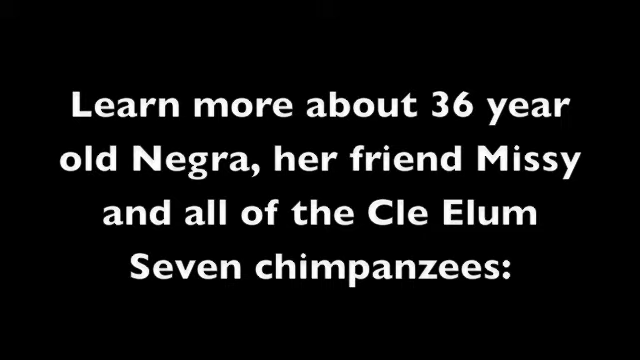 Learn more about 36 year
old Negra, her friend Missy
and all of the Cle Elum
Seven chimpanzees: